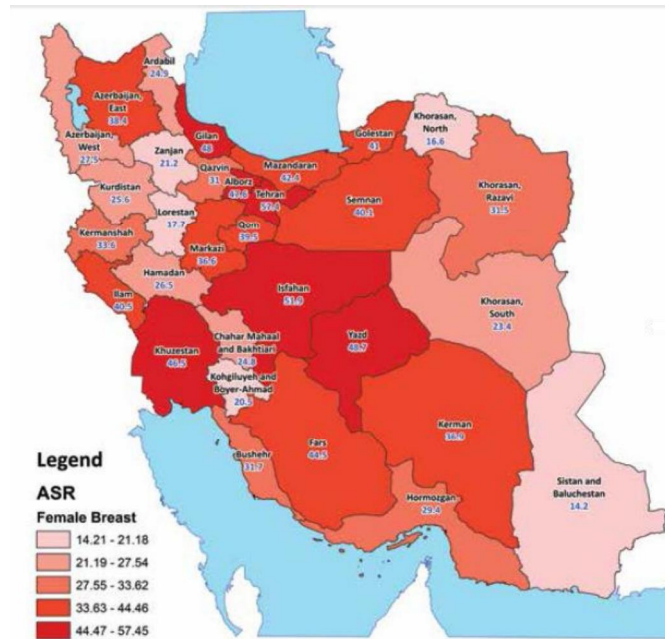 Ardabil
24.9
Azerbaijan,
East
38.4
Azerbaijan,
West
27.5
Gilan
48
Zanjan
21.2
Golestan
41
Khorasan,
North
16.6
Mazandaran
42.4
Qazvin
31
Alborz
47.6
Tehran
57.4
Kurdistan
25.6
Semnan
40.1
Khorasan,
Razavi
31.5
Lorestan
17.7
Kermanshah
33.6
Qom
39.5
Markazi
36.6
Hamadan
26.5
Ilam
40.5
Isfahan
51.9
Khorasan,
South
23.4
Khuzestan
46.5
Chahar Mahaal
and Bakhtiari
24.8
Yazd
48.7
Kohgiluyeh and
Boyer-Ahmad
20.5
Fars
44.5
Kerman
36.9
Bushehr
31.7
Hormozgan
29.4
Sistan and
Baluchestan
14.2
Legend
ASR
Female Breast
14.21 - 21.18
21.19 - 27.54
27.55 - 33.62
33.63 - 44.46
44.47 - 57.45